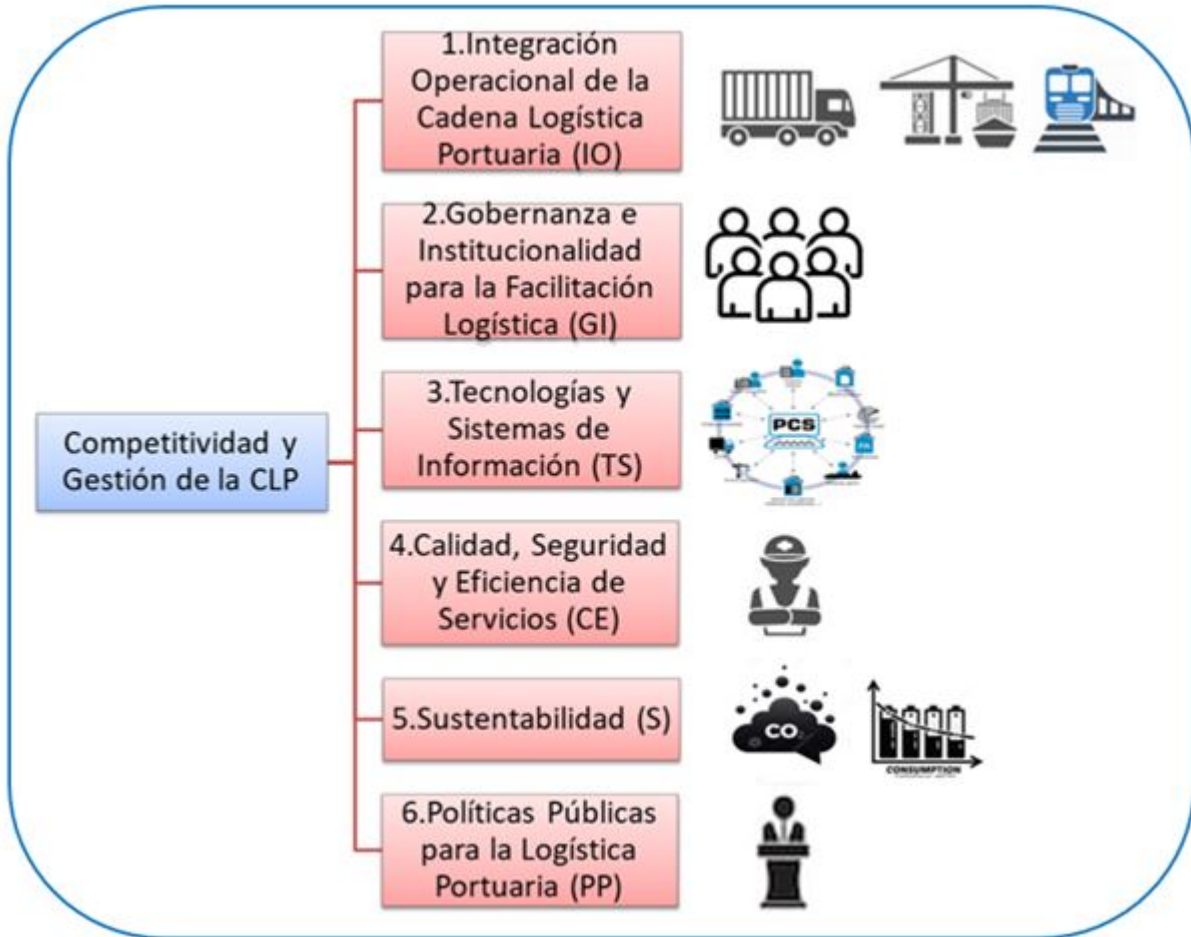 1.Integración
Operacional de la
Cadena Logística
Portuaria (IO)
2.Gobernanza e
Institucionalidad
para la Facilitación
Logística (GI)
3.Tecnologías y
Sistemas de
Información (TS)
PCS
Competitividad y
Gestión de la CLP
4.Calidad, Seguridad
y Eficiencia de
Servicios (CE)
5.Sustentabilidad (S)
CO2
CONSUMPTION
6.Políticas Públicas
para la Logística
Portuaria (PP)